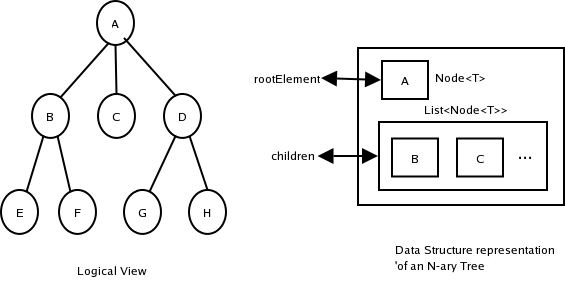 A
B
C
D
E
F
G
H
Logical View
rootElement
A
Node<T>
List<Node<T>>
children
B
C
...
Data Structure representation
'of an N-ary Tree